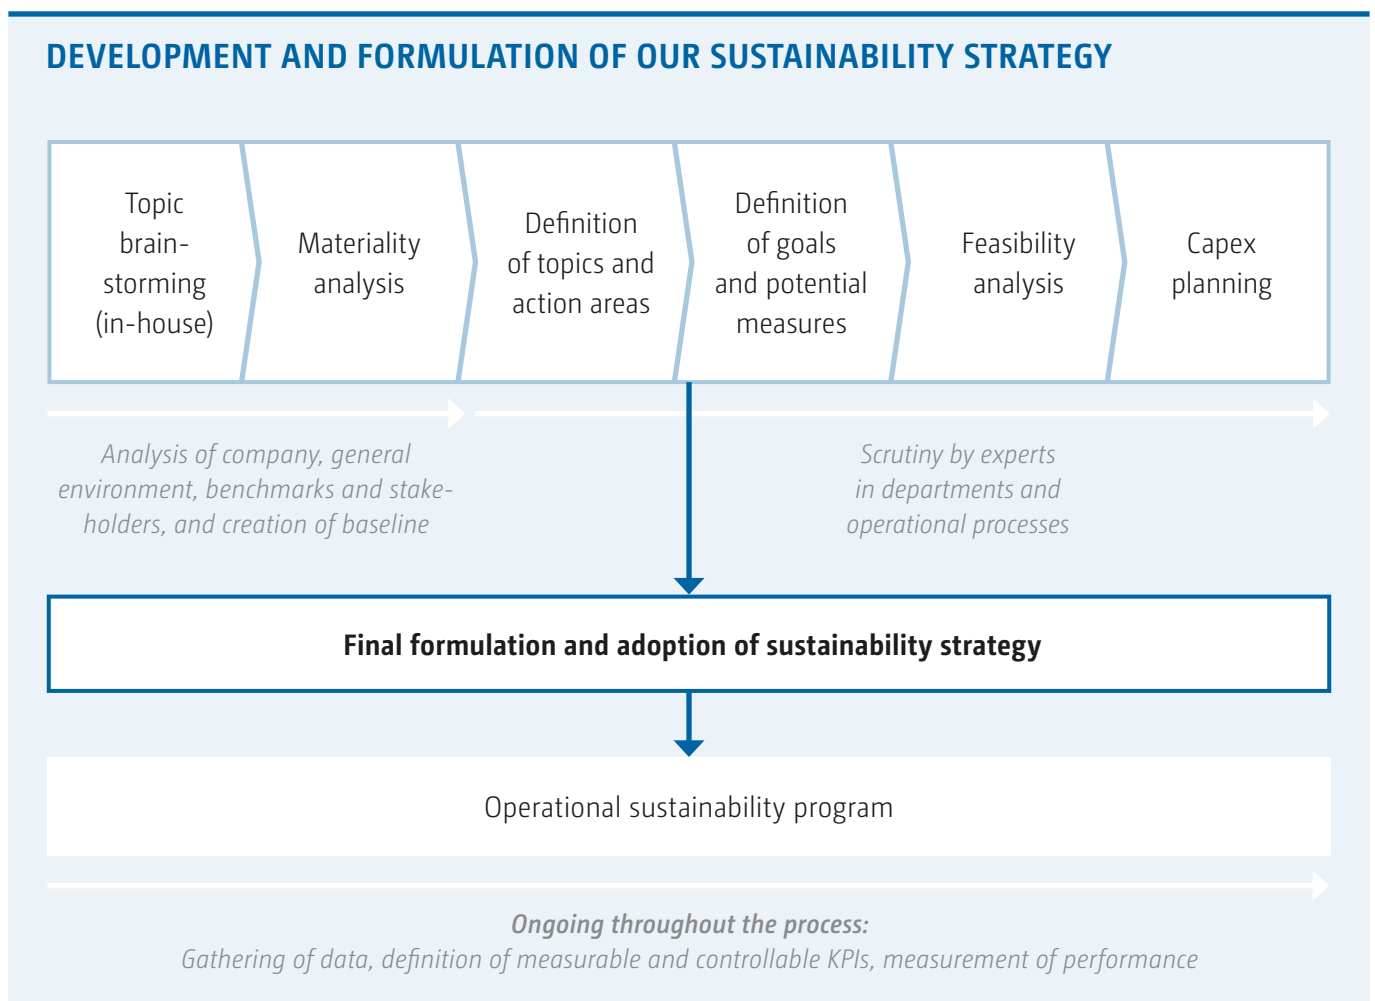 DEVELOPMENT AND FORMULATION OF OUR SUSTAINABILITY STRATEGY
Topic
brain-
storming
(in-house)
Materiality
analysis
Definition
of topics and
action areas
Definition
of goals
and potential
measures
Feasibility
analysis
Capex
planning
Analysis of company, general
environment, benchmarks and stake-
holders, and creation of baseline
Scrutiny by experts
in departments and
operational processes
Final formulation and adoption of sustainability strategy
Operational sustainability program
Ongoing throughout the process:
Gathering of data, definition of measurable and controllable KPIs, measurement of performance